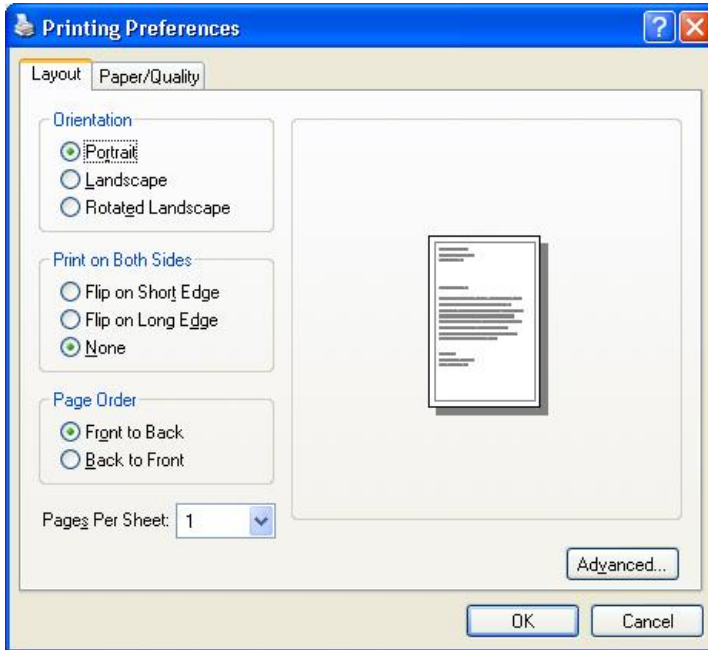 Printing Preferences
Layout Paper/Quality
Orientation
Portrait
Landscape
Rotated Landscape
Print on Both Sides
Flip on Short Edge
Flip on Long Edge
None
Page Order
Front to Back
Back to Front
Pages Per Sheet: 1
Advanced...
OK Cancel